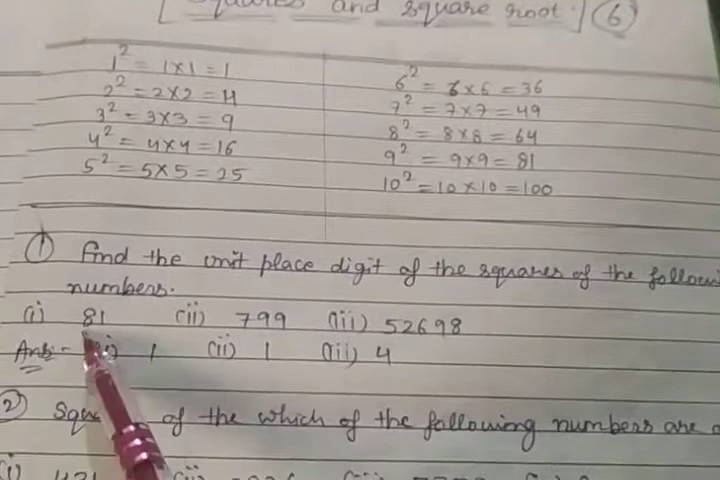 [Squares and square root.] (6)
1² = 1×1 = 1
2² = 2×2 = 4
3² = 3×3 = 9
4² = 4×4 = 16
5² = 5×5 = 25
6² = 6×6 = 36
7² = 7×7 = 49
8² = 8×8 = 64
9² = 9×9 = 81
10² = 10×10 = 100
(1) Find the unit place digit of the squares of the
numbers.
(i) 81 (ii) 799 (iii) 52698
Ans:- (i) 1 (ii) 1 (iii) 4
(2) of the which of the following numbers are
(i) (ii) (iii)